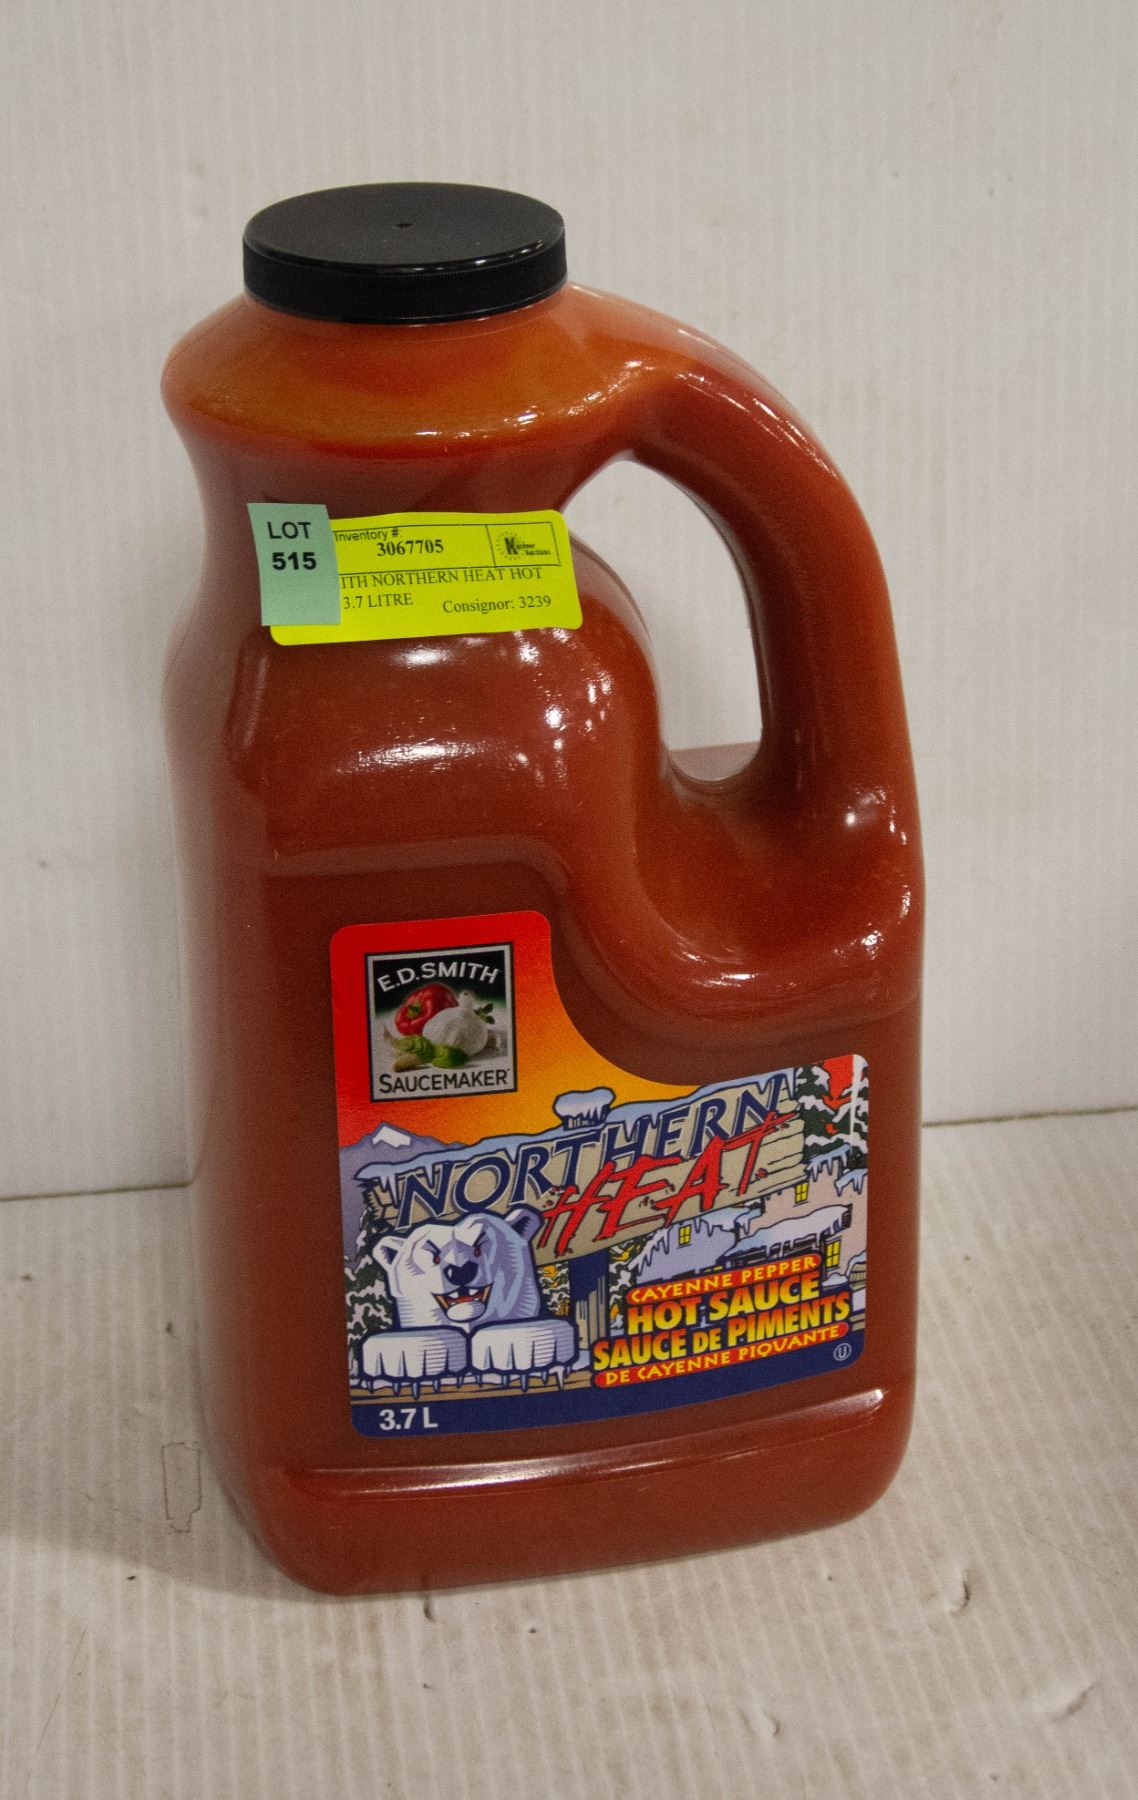 LOT
515
Inventory #:
3067705
ITH NORTHERN HEAT HOT
3.7 LITRE
Consignor: 3239
E.D. SMITH
SAUCEMAKER
NORTHERN
HEAT
CAYENNE PEPPER
HOT SAUCE
SAUCE DE PIMENTS
DE CAYENNE PIQUANTE
U
3.7 L